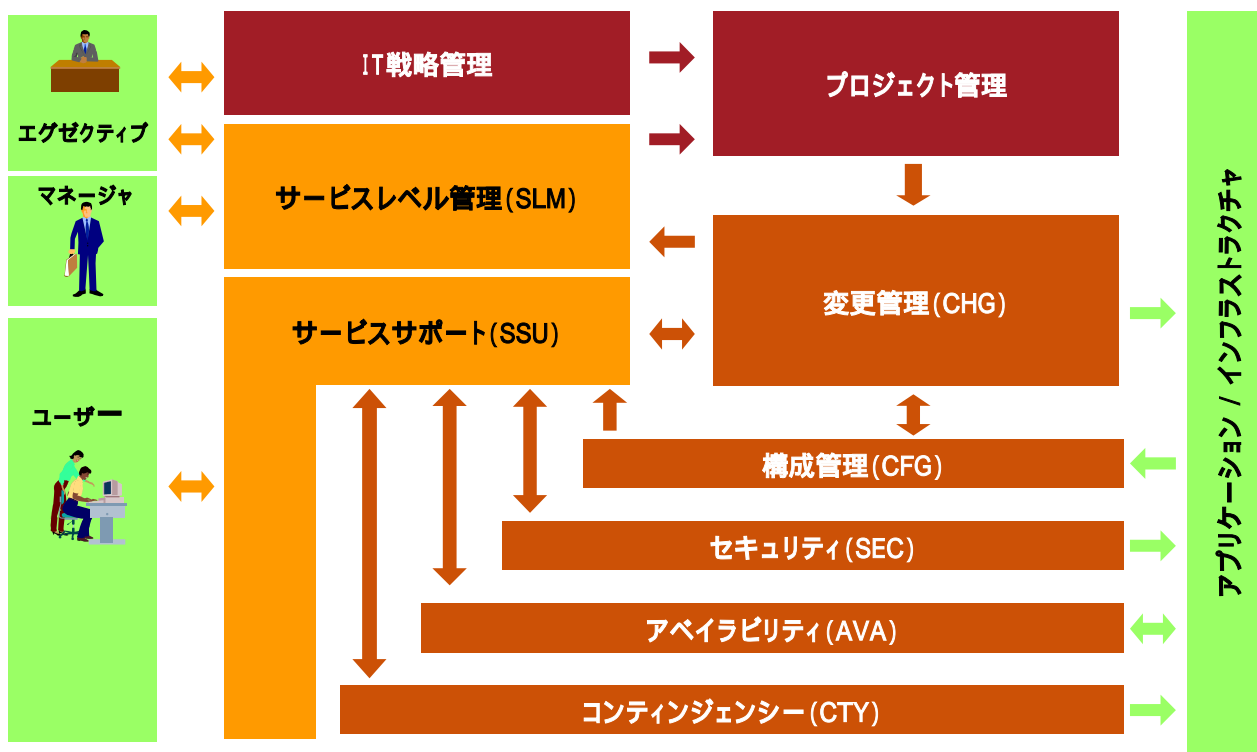 エグゼクティブ
マネージャ
ユーザー
IT戦略管理
プロジェクト管理
サービスレベル管理(SLM)
サービスサポート(SSU)
変更管理(CHG)
構成管理(CFG)
セキュリティ(SEC)
アベイラビリティ(AVA)
コンティンジェンシー(CTY)
アプリケーション / インフラストラクチャ